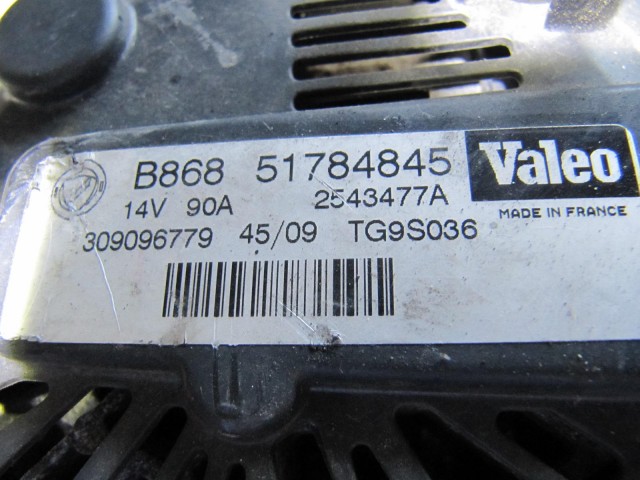 B868 51784845 Valeo
14V 90A 2543477A MADE IN FRANCE
309096779 45/09 TG9S036